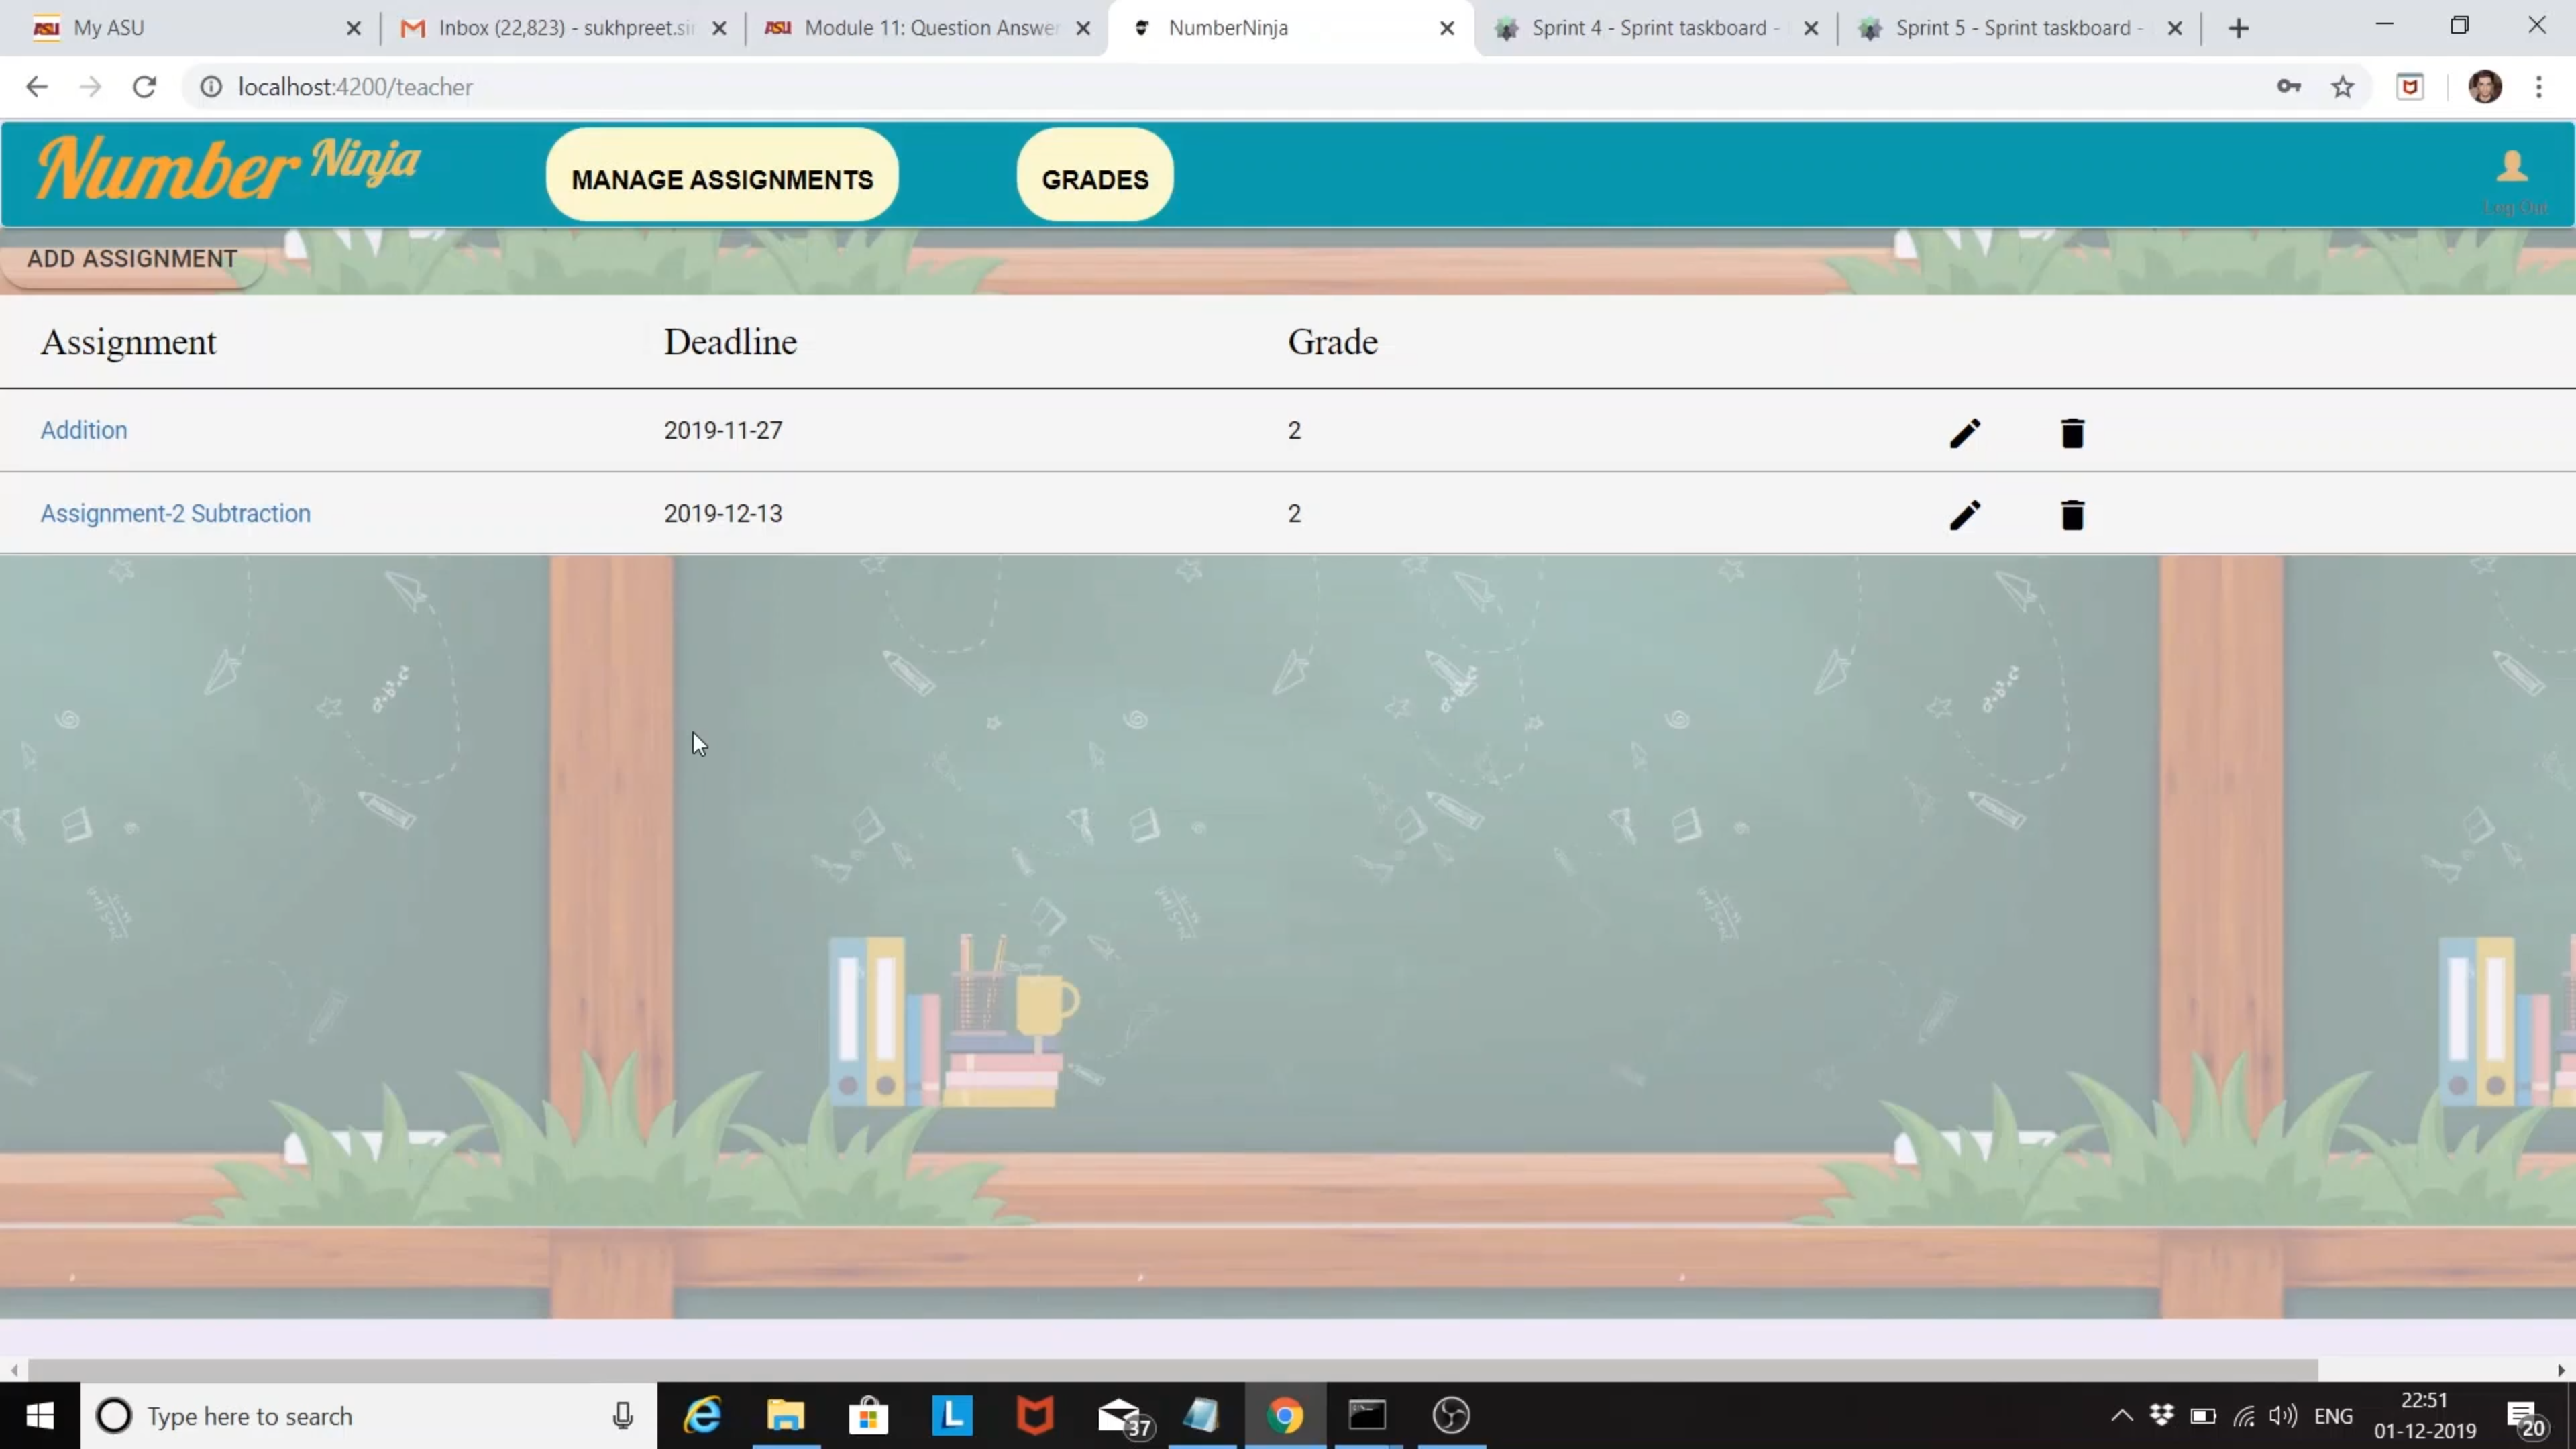 My ASU
Inbox (22,823) - sukhpreet.sin
Module 11: Question Answer
NumberNinja
Sprint 4 - Sprint taskboard -
Sprint 5 - Sprint taskboard -
localhost:4200/teacher
Number Ninja
MANAGE ASSIGNMENTS
GRADES
Log Out
ADD ASSIGNMENT
Assignment Deadline Grade
Addition 2019-11-27 2
Assignment-2 Subtraction 2019-12-13 2
Type here to search
37
ENG
22:51
01-12-2019
20